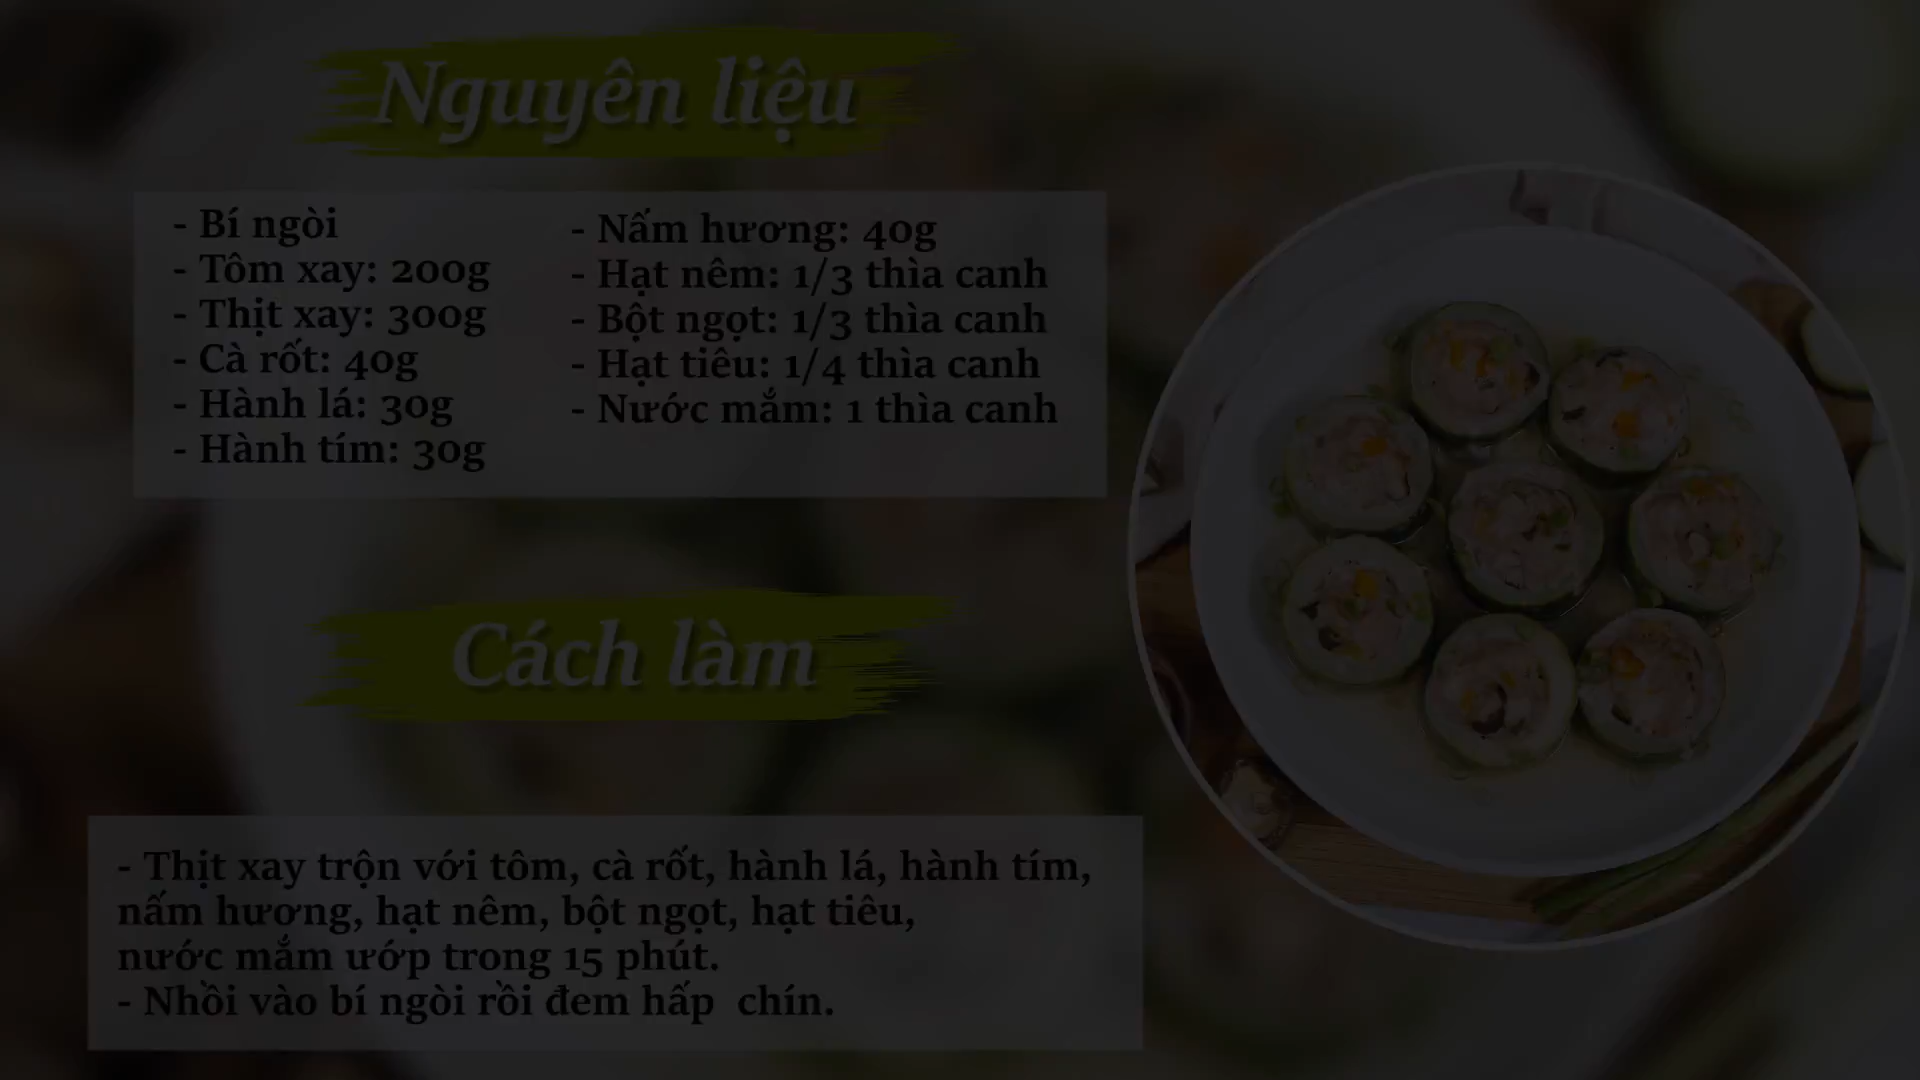 Nguyên liệu
- Bí ngòi
- Tôm xay: 200g
- Thịt xay: 300g
- Cà rốt: 40g
- Hành lá: 30g
- Hành tím: 30g
- Nấm hương: 40g
- Hạt nêm: 1/3 thìa canh
- Bột ngọt: 1/3 thìa canh
- Hạt tiêu: 1/4 thìa canh
- Nước mắm: 1 thìa canh
Cách làm
- Thịt xay trộn với tôm, cà rốt, hành lá, hành tím,
nấm hương, hạt nêm, bột ngọt, hạt tiêu,
nước mắm ướp trong 15 phút.
- Nhồi vào bí ngòi rồi đem hấp  chín.